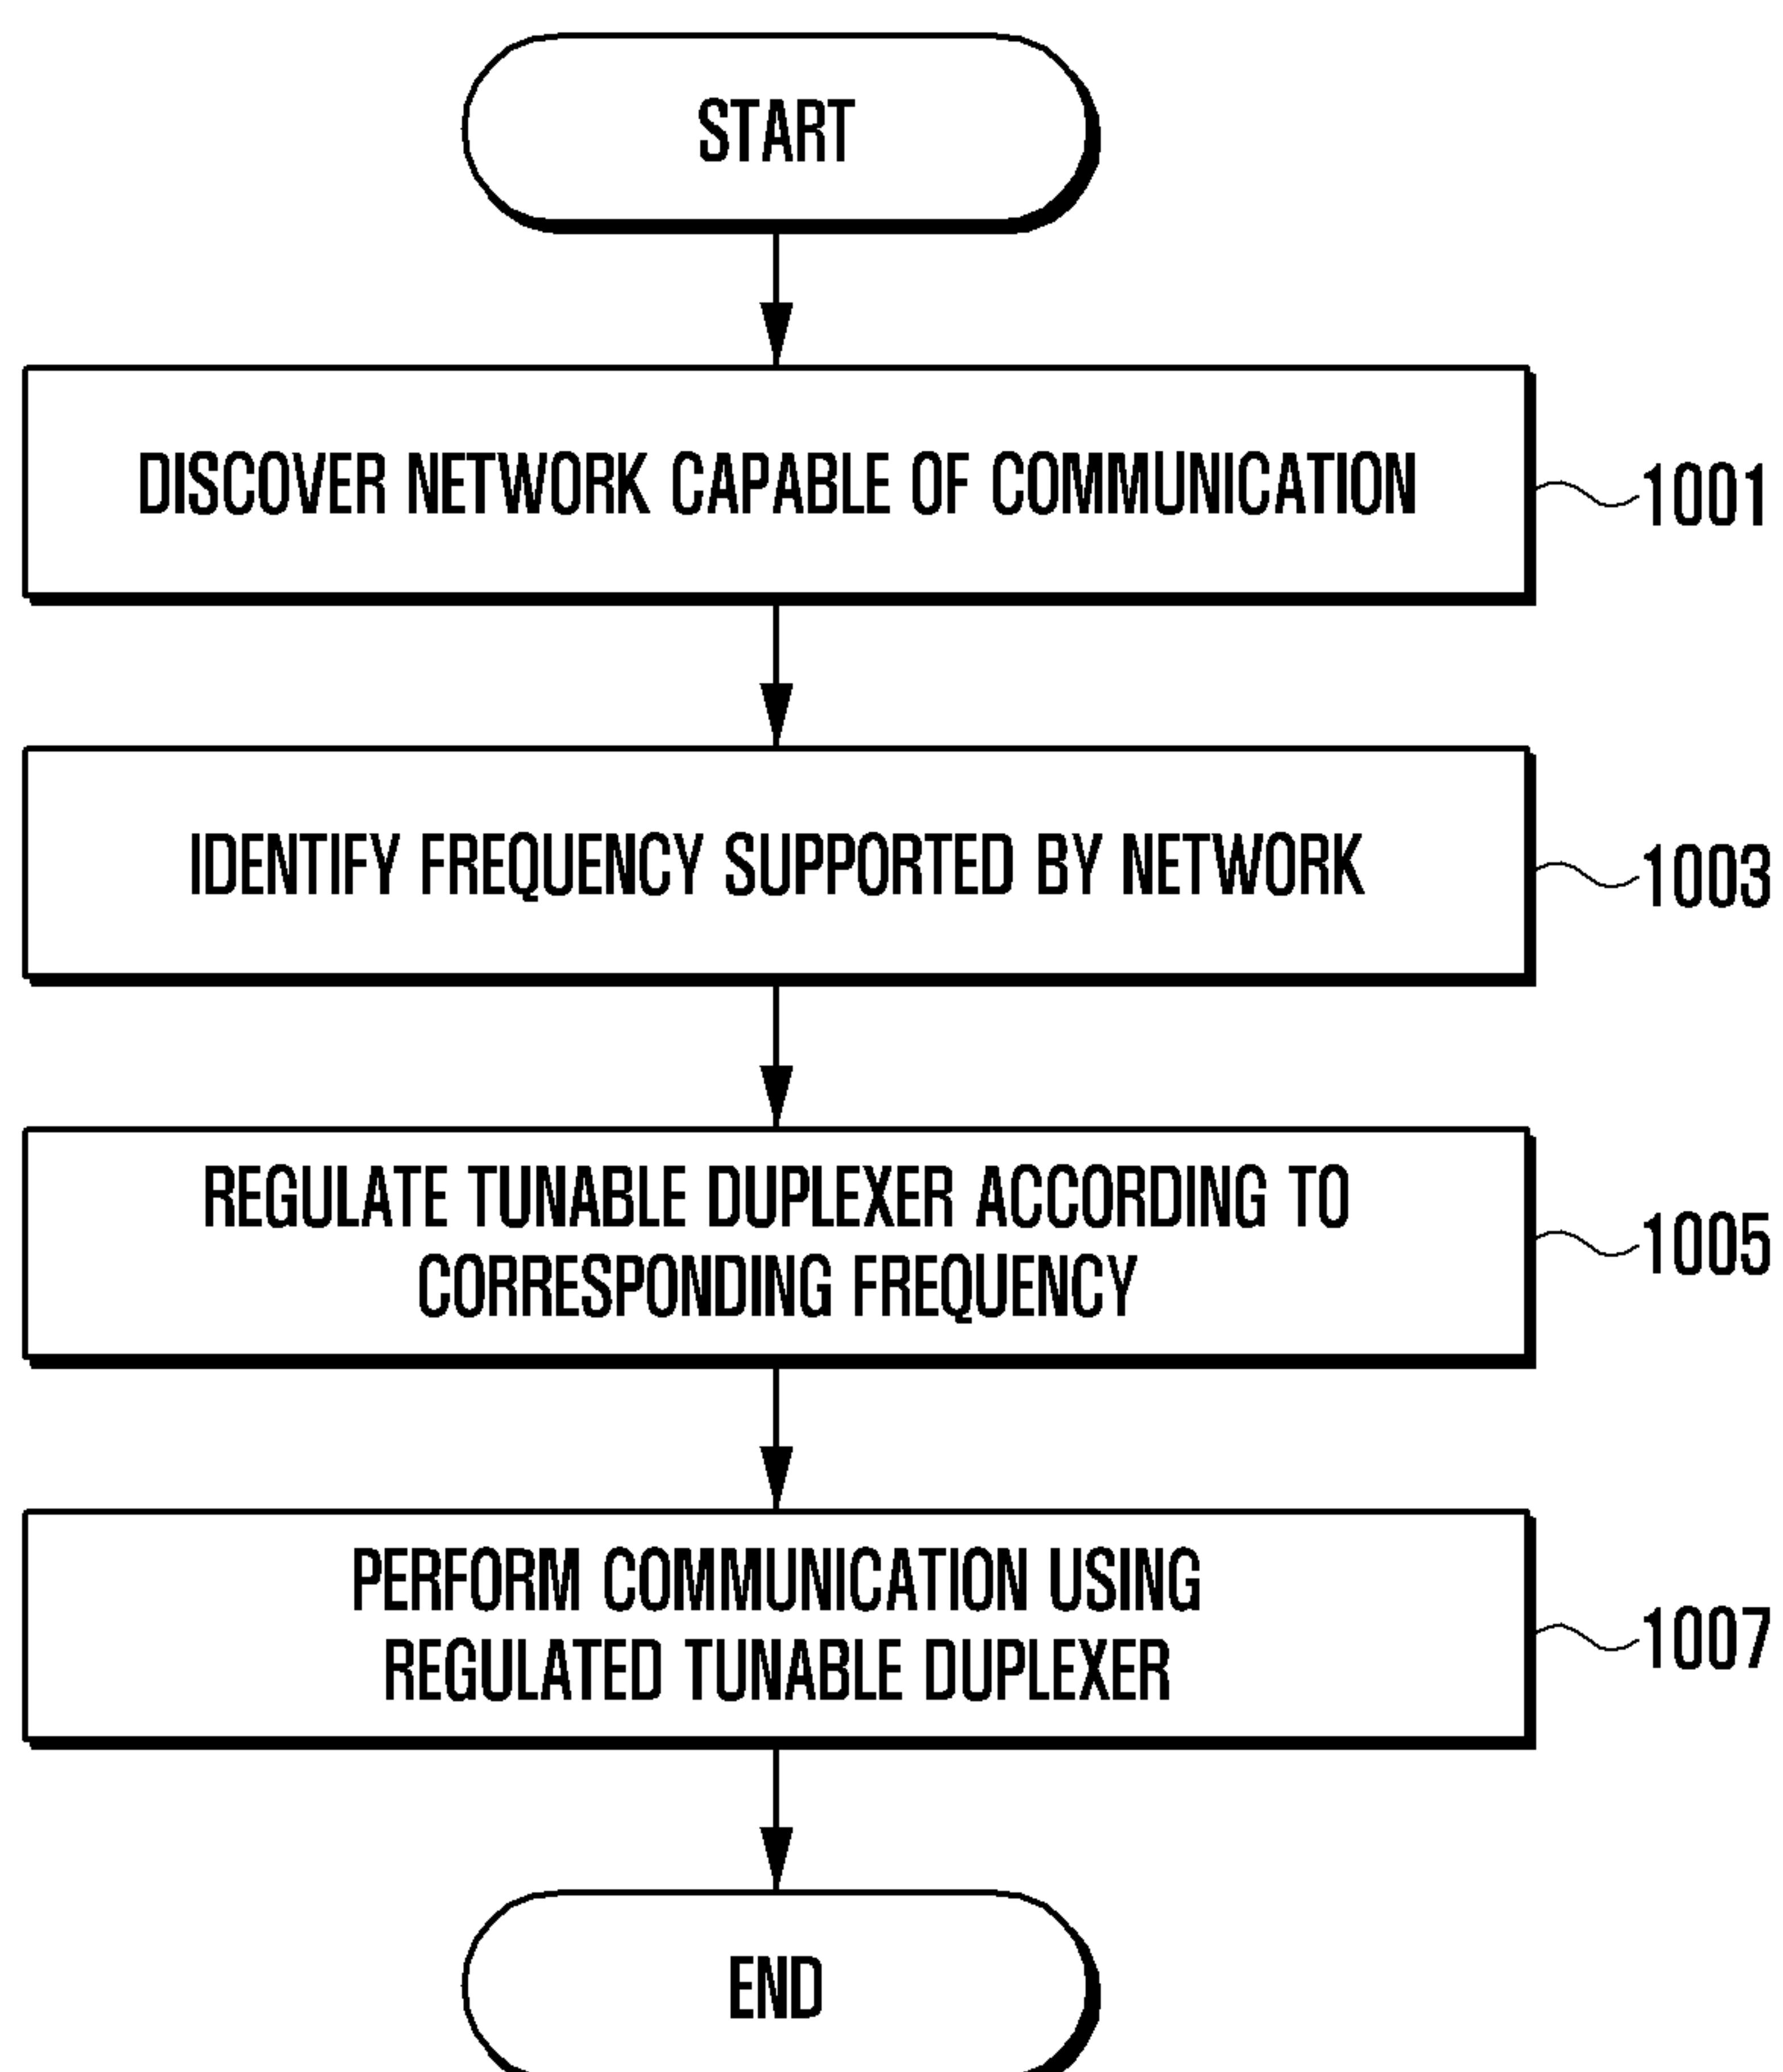 START
DISCOVER NETWORK CAPABLE OF COMMUNICATION
1001
IDENTIFY FREQUENCY SUPPORTED BY NETWORK
1003
REGULATE TUNABLE DUPLEXER ACCORDING TO
CORRESPONDING FREQUENCY
1005
PERFORM COMMUNICATION USING
REGULATED TUNABLE DUPLEXER
1007
END